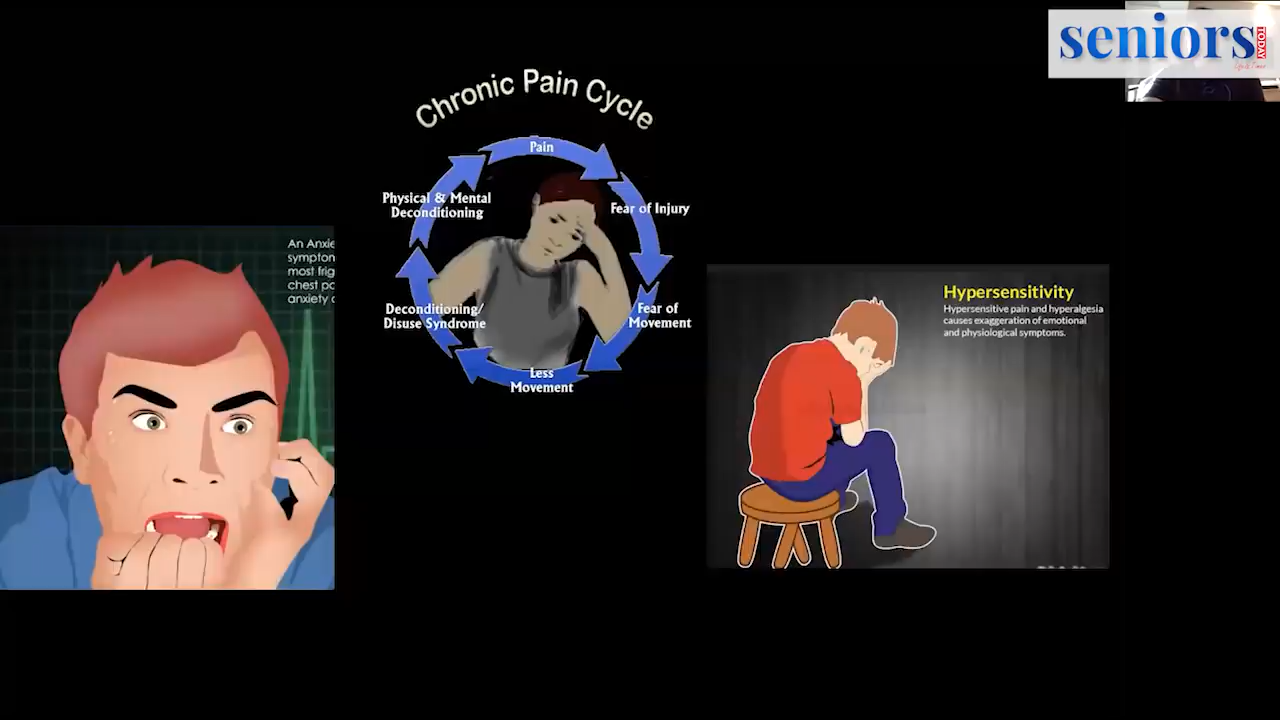 seniors
TODAY
Chronic Pain Cycle
Pain
Fear of Injury
Fear of
Movement
Less
Movement
Deconditioning/
Disuse Syndrome
Physical & Mental
Deconditioning
An Anxie
symptom
most frig
chest pa
anxiety
Hypersensitivity
Hypersensitive pain and hyperalgesia
causes exaggeration of emotional
and physiological symptoms.